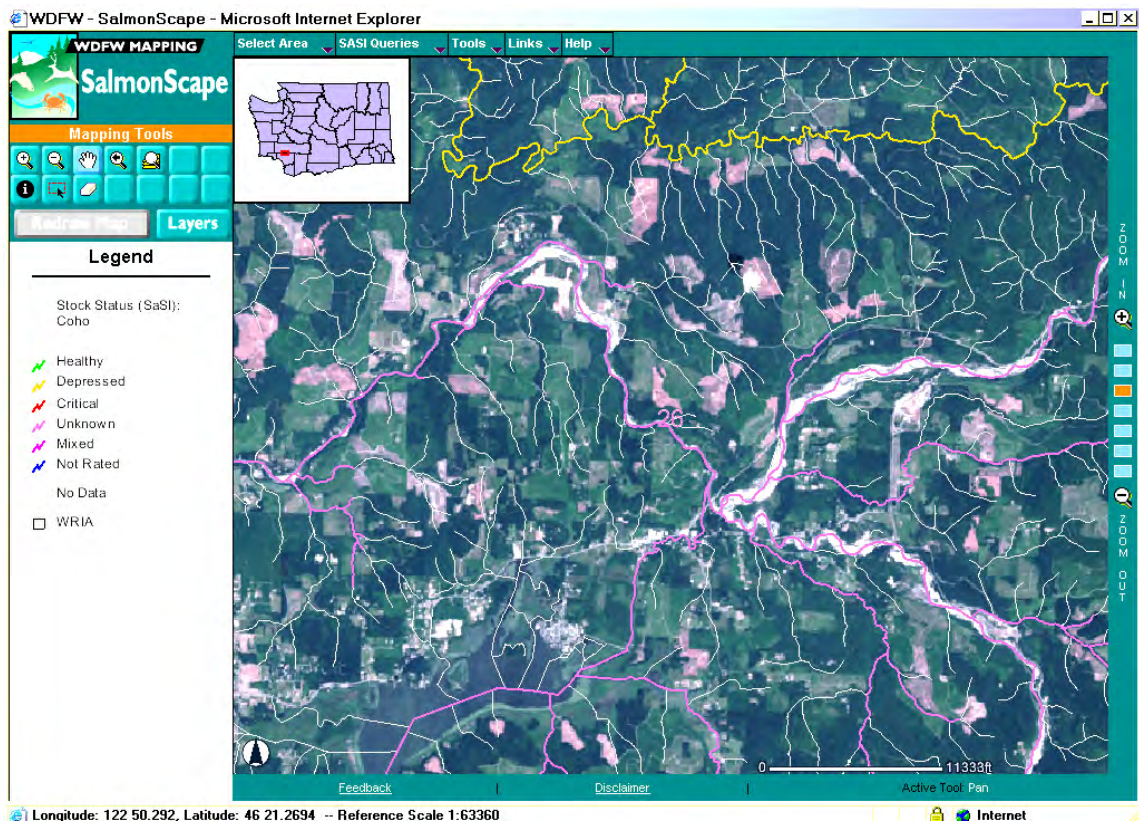 WDFW - SalmonScape - Microsoft Internet Explorer
WDFW MAPPING
SalmonScape
Select Area SASI Queries Tools Links Help
Mapping Tools
Redraw Map Layers
Legend
Stock Status (SaSI):
Coho
Healthy
Depressed
Critical
Unknown
Mixed
Not Rated
No Data
WRIA
26
ZOOM IN
ZOOM OUT
0 11333ft
Feedback | Disclaimer | Active Tool: Pan
Longitude: 122 50.292, Latitude: 46 21.2694 -- Reference Scale 1:63360
Internet